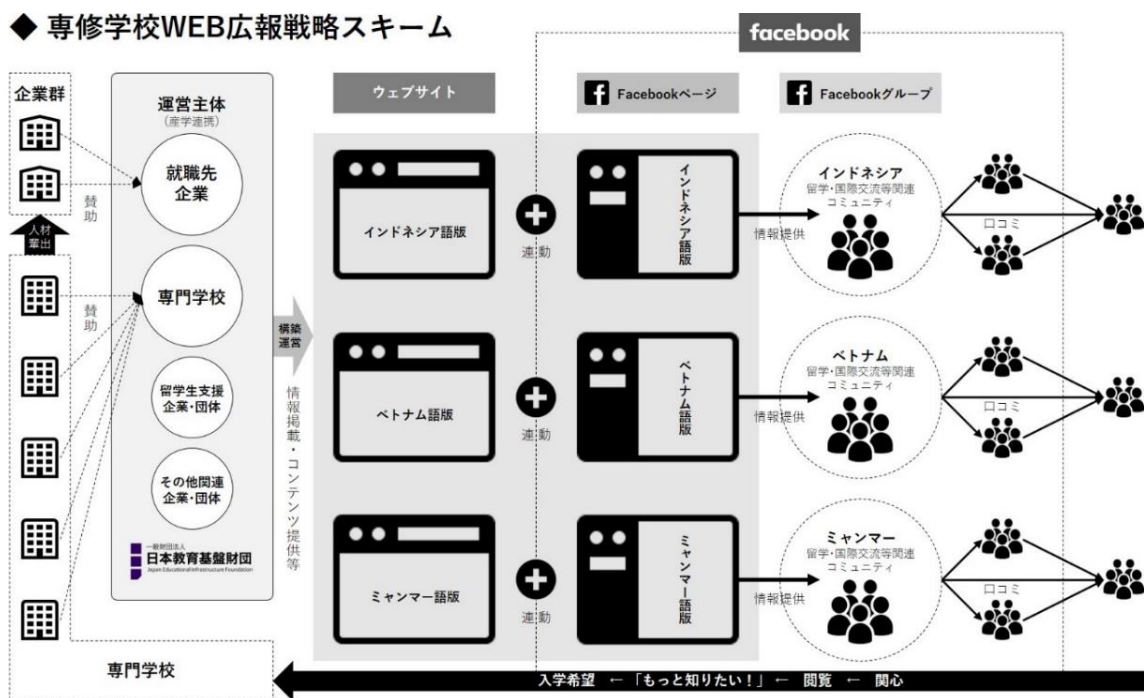 ◆ 専修学校WEB広報戦略スキーム
facebook
企業群
運営主体
(産学連携)
就職先
企業
賛助
人材
輩出
専門学校
賛助
留学生支援
企業・団体
その他関連
企業・団体
一般財団法人
日本教育基盤財団
Japan Educational Infrastructure Foundation
専門学校
構築
運営
情報掲載・コンテンツ提供等
ウェブサイト
Facebookページ
Facebookグループ
インドネシア語版
連動
インドネシア語版
情報提供
インドネシア
留学・国際交流等関連
コミュニティ
口コミ
ベトナム語版
連動
ベトナム語版
情報提供
ベトナム
留学・国際交流等関連
コミュニティ
口コミ
ミャンマー語版
連動
ミャンマー語版
情報提供
ミャンマー
留学・国際交流等関連
コミュニティ
口コミ
入学希望 ← 「もっと知りたい！」 ← 閲覧 ← 関心